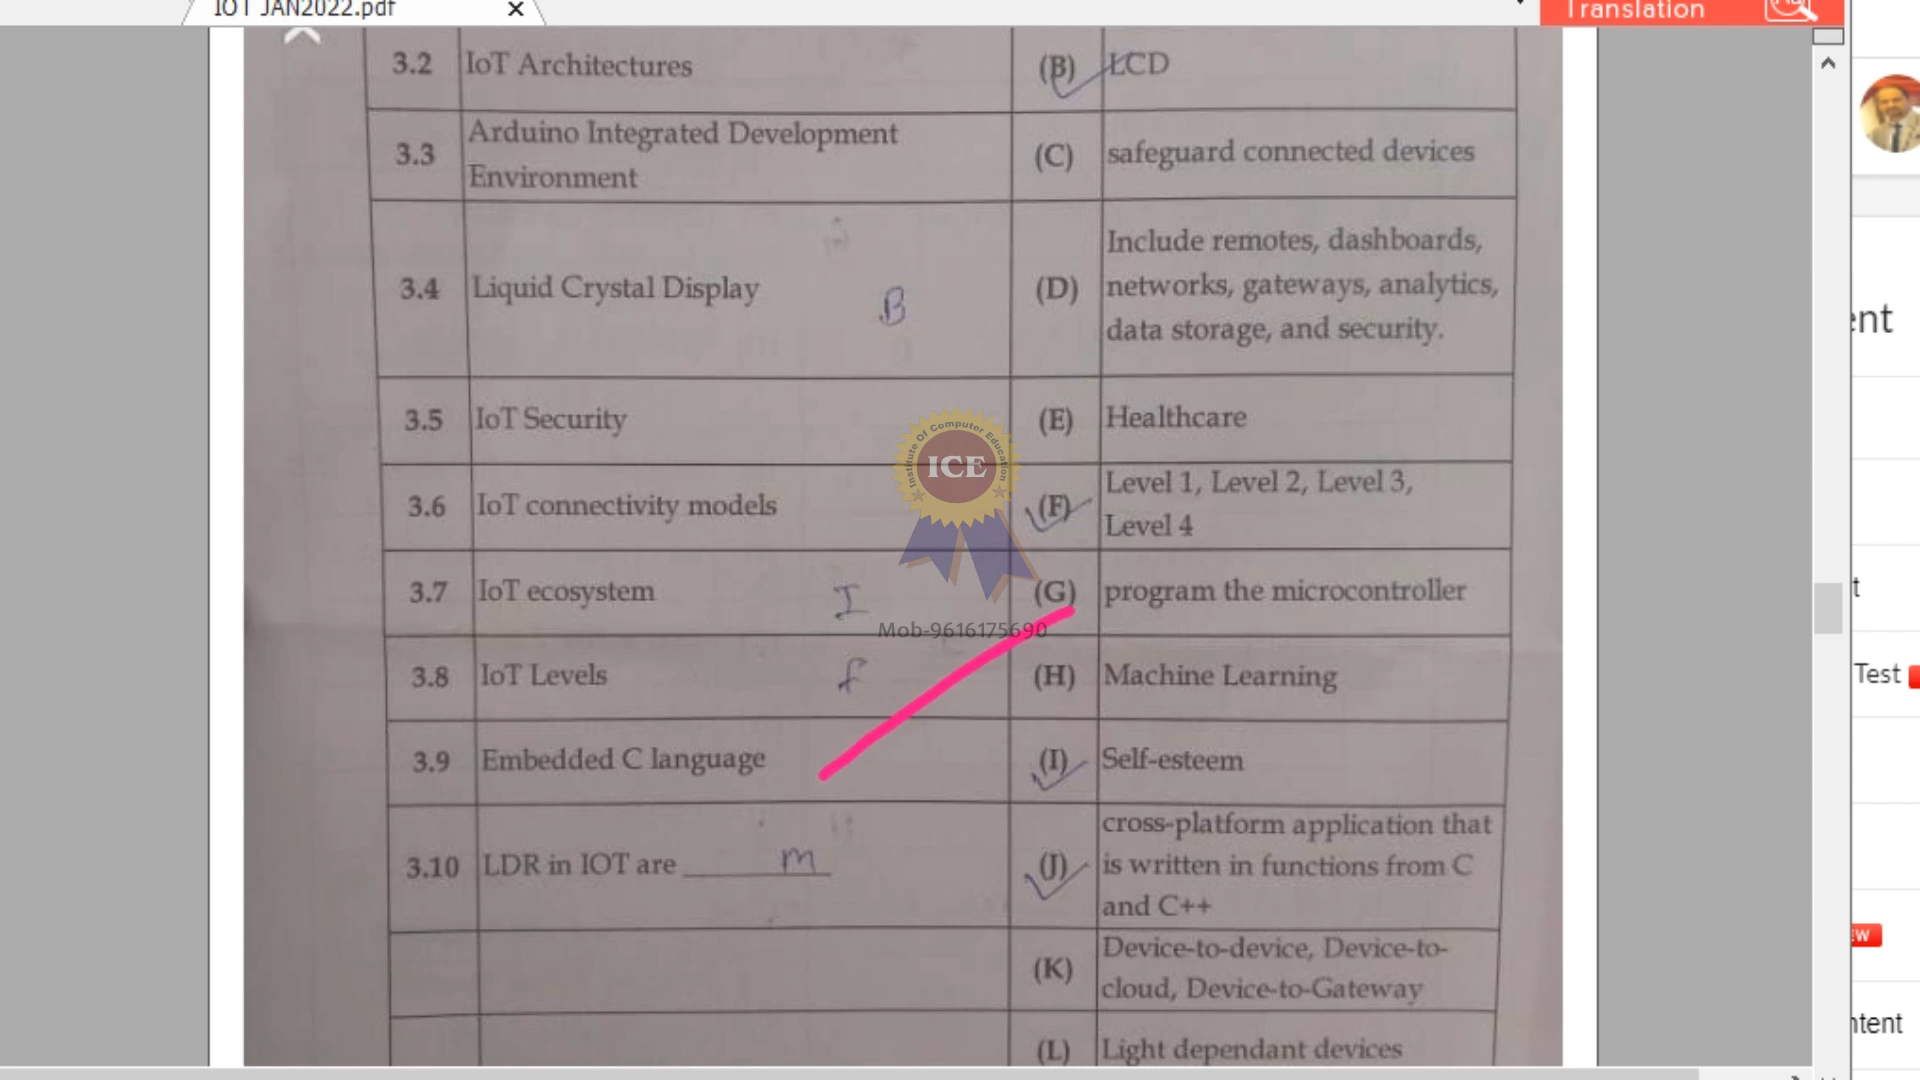 IOT JAN2022.pdf
Translation
3.2 IoT Architectures (B) LCD
3.3 Arduino Integrated Development
Environment
(C) safeguard connected devices
3.4 Liquid Crystal Display B
(D) Include remotes, dashboards,
networks, gateways, analytics,
data storage, and security.
3.5 IoT Security (E) Healthcare
3.6 IoT connectivity models
(F) Level 1, Level 2, Level 3,
Level 4
Institute Of Computer Education
ICE
3.7 IoT ecosystem I (G) program the microcontroller
Mob-9616175690
3.8 IoT Levels f (H) Machine Learning
3.9 Embedded C language (I) Self-esteem
3.10 LDR in IOT are m
(J) cross-platform application that
is written in functions from C
and C++
(K) Device-to-device, Device-to-
cloud, Device-to-Gateway
(L) Light dependant devices
Test